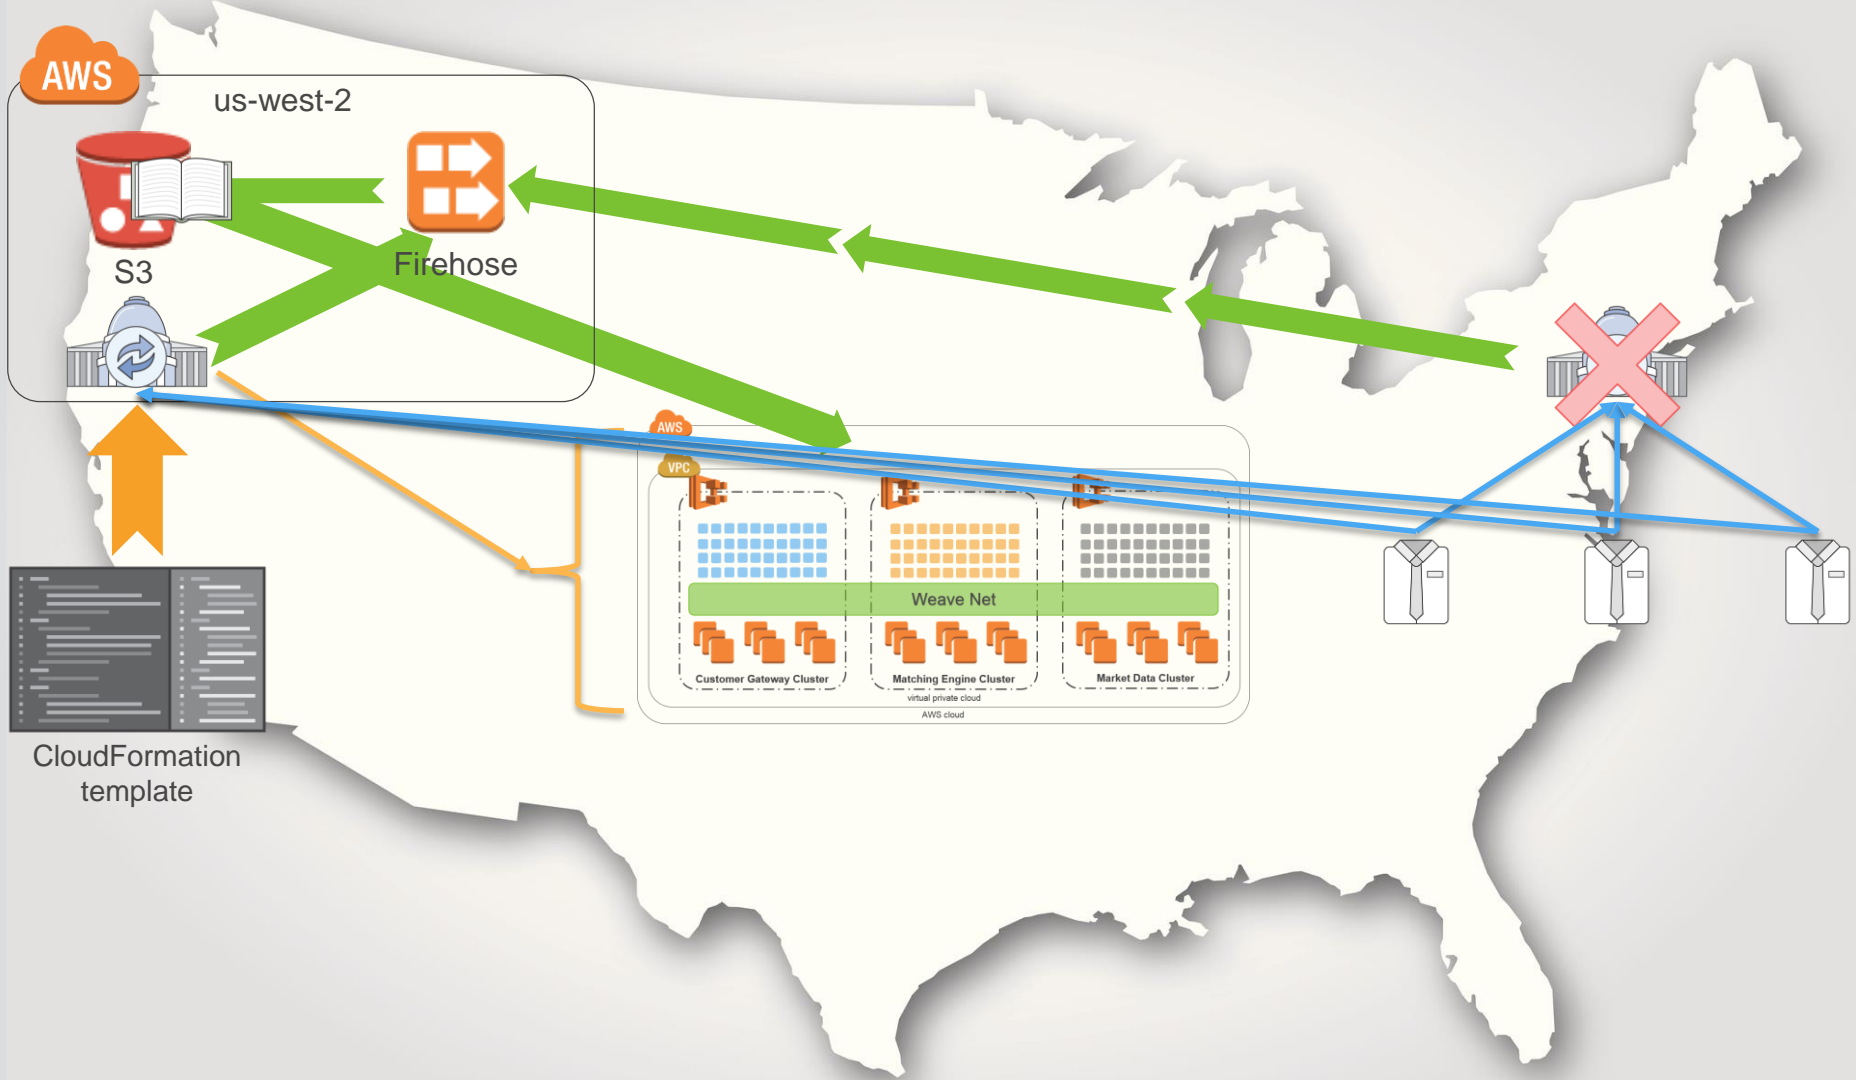 AWS
us-west-2
S3
Firehose
AWS
VPC
Weave Net
Customer Gateway Cluster
Matching Engine Cluster
Market Data Cluster
virtual private cloud
AWS cloud
CloudFormation
template